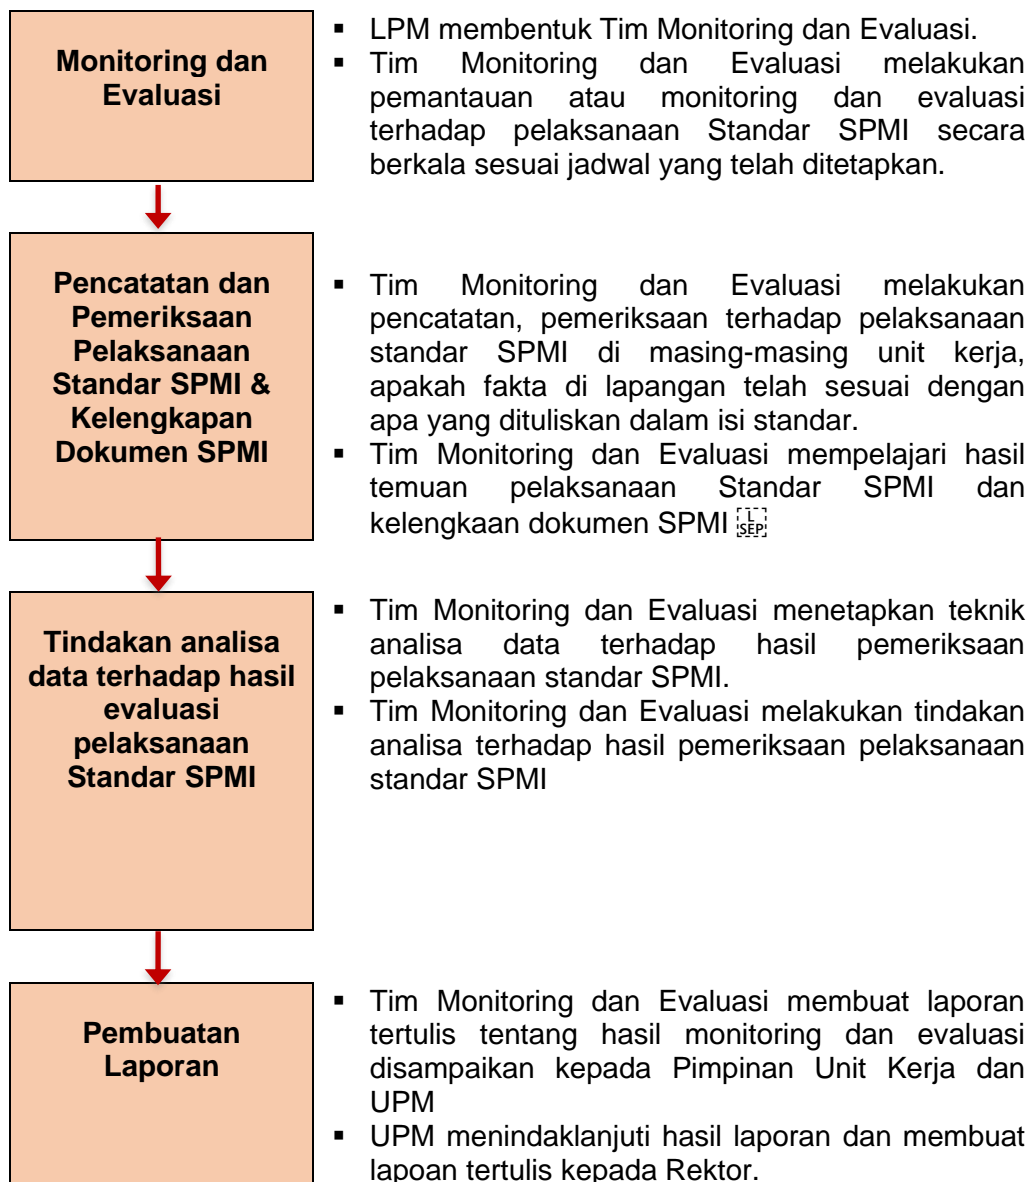 Monitoring dan
Evaluasi
▪ LPM membentuk Tim Monitoring dan Evaluasi.
▪ Tim Monitoring dan Evaluasi melakukan
pemantauan atau monitoring dan evaluasi
terhadap pelaksanaan Standar SPMI secara
berkala sesuai jadwal yang telah ditetapkan.
Pencatatan dan
Pemeriksaan
Pelaksanaan
Standar SPMI &
Kelengkapan
Dokumen SPMI
▪ Tim Monitoring dan Evaluasi melakukan
pencatatan, pemeriksaan terhadap pelaksanaan
standar SPMI di masing-masing unit kerja,
apakah fakta di lapangan telah sesuai dengan
apa yang dituliskan dalam isi standar.
▪ Tim Monitoring dan Evaluasi mempelajari hasil
temuan pelaksanaan Standar SPMI dan
kelengkaan dokumen SPMI L SEP
Tindakan analisa
data terhadap hasil
evaluasi
pelaksanaan
Standar SPMI
▪ Tim Monitoring dan Evaluasi menetapkan teknik
analisa data terhadap hasil pemeriksaan
pelaksanaan standar SPMI.
▪ Tim Monitoring dan Evaluasi melakukan tindakan
analisa terhadap hasil pemeriksaan pelaksanaan
standar SPMI
Pembuatan
Laporan
▪ Tim Monitoring dan Evaluasi membuat laporan
tertulis tentang hasil monitoring dan evaluasi
disampaikan kepada Pimpinan Unit Kerja dan
UPM
▪ UPM menindaklanjuti hasil laporan dan membuat
lapoan tertulis kepada Rektor.